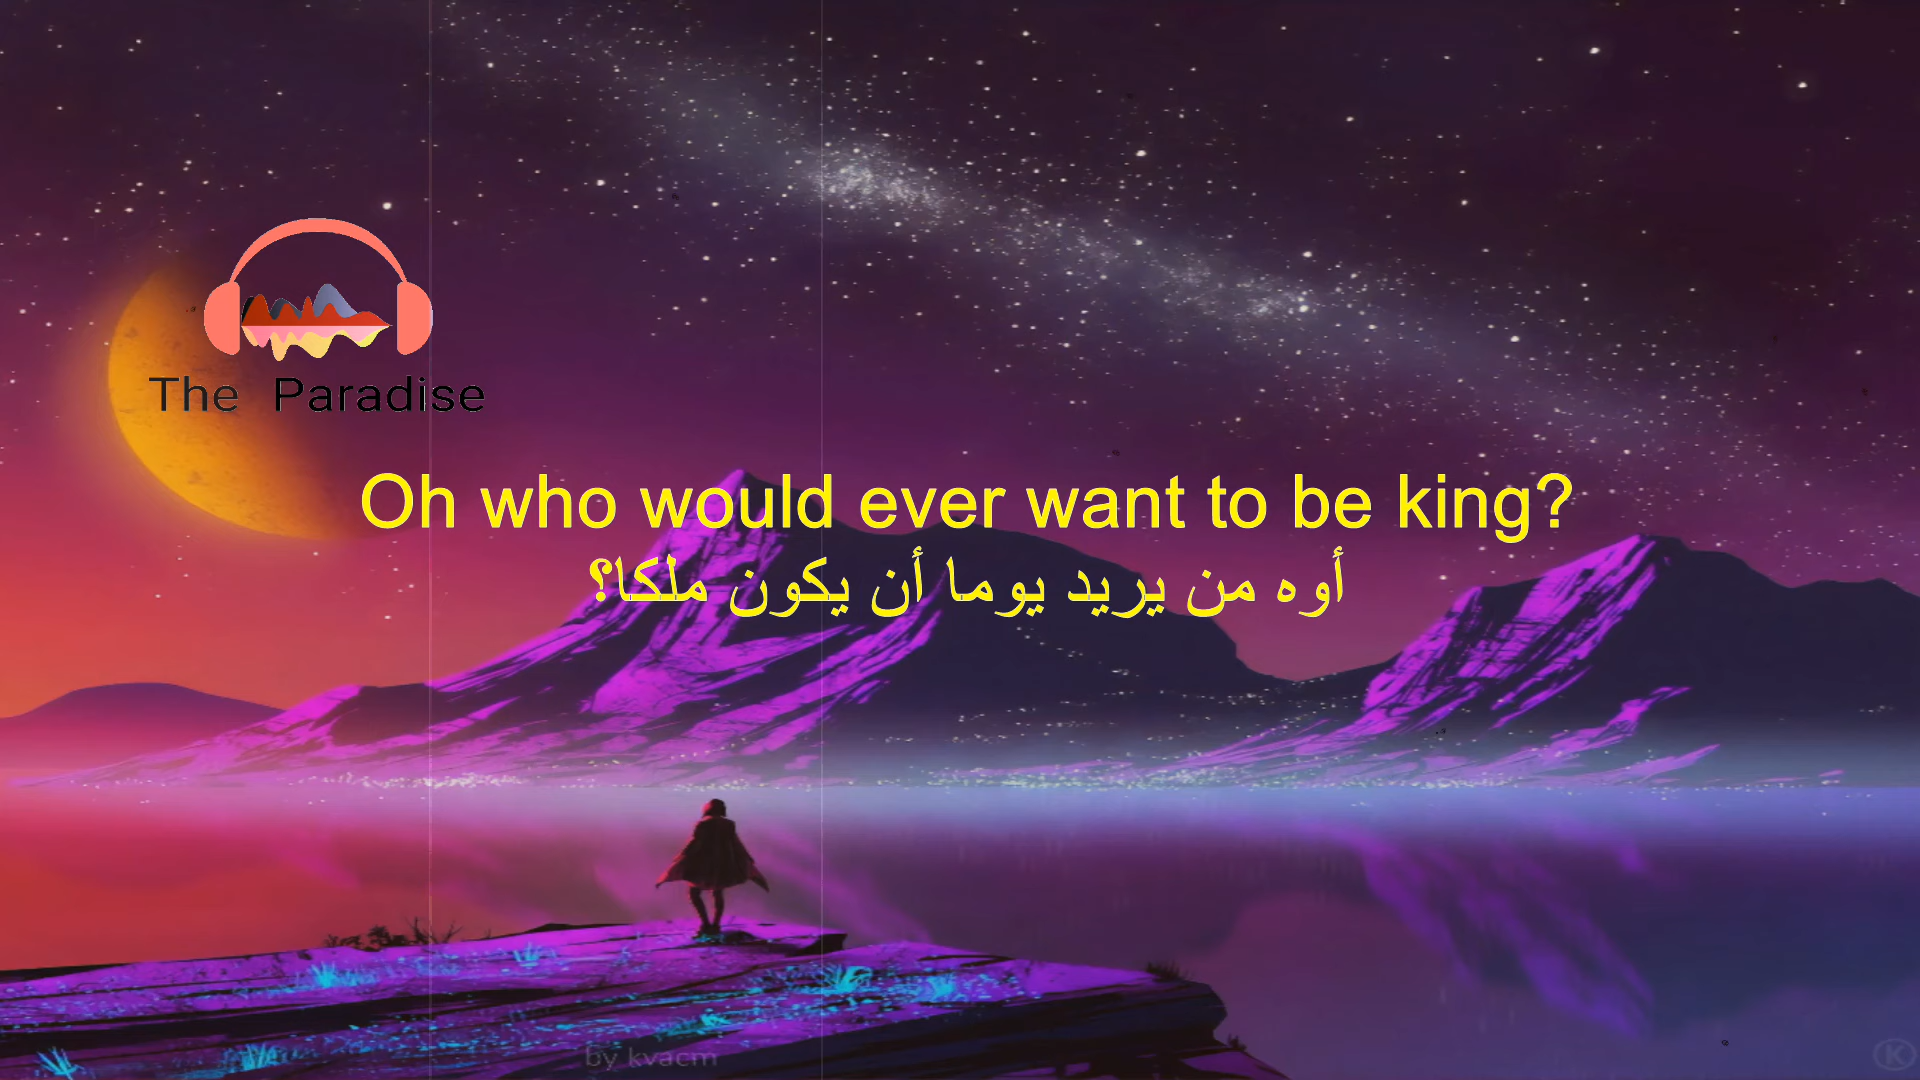 The Paradise
Oh who would ever want to be king?
أوه من يريد يوما أن يكون ملكا؟
by kvacm
K